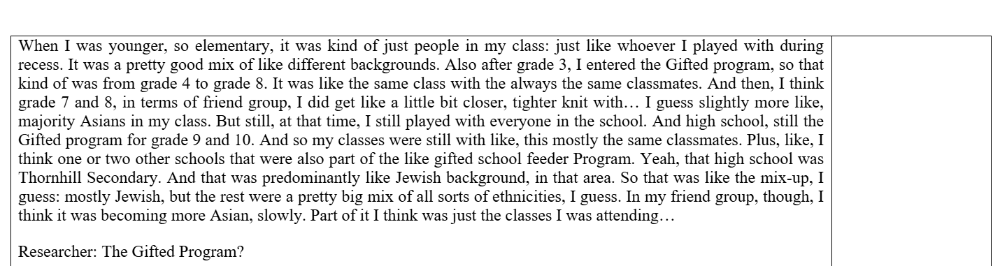 When I was younger, so elementary, it was kind of just people in my class: just like whoever I played with during
recess. It was a pretty good mix of like different backgrounds. Also after grade 3, I entered the Gifted program, so that
kind of was from grade 4 to grade 8. It was like the same class with the always the same classmates. And then, I think
grade 7 and 8, in terms of friend group, I did get like a little bit closer, tighter knit with… I guess slightly more like,
majority Asians in my class. But still, at that time, I still played with everyone in the school. And high school, still the
Gifted program for grade 9 and 10. And so my classes were still with like, this mostly the same classmates. Plus, like, I
think one or two other schools that were also part of the like gifted school feeder Program. Yeah, that high school was
Thornhill Secondary. And that was predominantly like Jewish background, in that area. So that was like the mix-up, I
guess: mostly Jewish, but the rest were a pretty big mix of all sorts of ethnicities, I guess. In my friend group, though, I
think it was becoming more Asian, slowly. Part of it I think was just the classes I was attending…
Researcher: The Gifted Program?